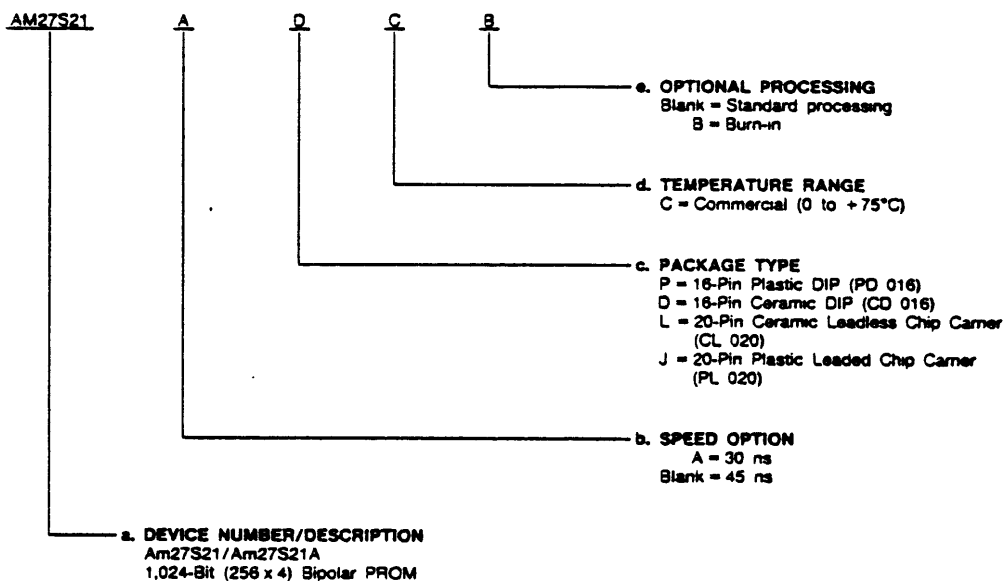 AM27S21 A D C B
e. OPTIONAL PROCESSING
Blank = Standard processing
B = Burn-in
d. TEMPERATURE RANGE
C = Commercial (0 to +75°C)
c. PACKAGE TYPE
P = 16-Pin Plastic DIP (PD 016)
D = 16-Pin Ceramic DIP (CD 016)
L = 20-Pin Ceramic Leadless Chip Carrier
(CL 020)
J = 20-Pin Plastic Leaded Chip Carrier
(PL 020)
b. SPEED OPTION
A = 30 ns
Blank = 45 ns
a. DEVICE NUMBER/DESCRIPTION
Am27S21/Am27S21A
1,024-Bit (256 x 4) Bipolar PROM